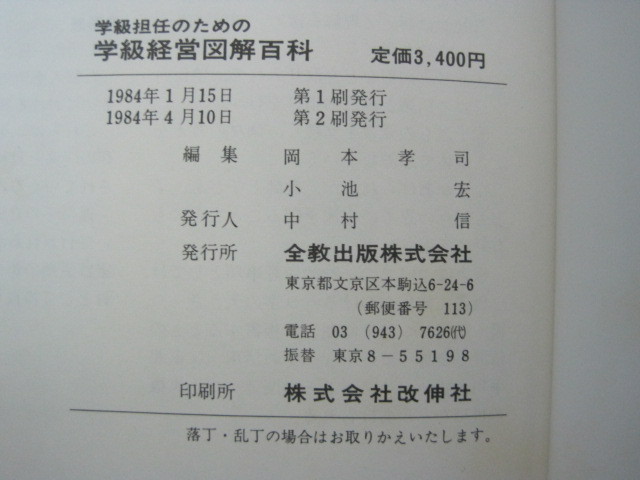 学級担任のための
学級経営図解百科 定価3,400円
1984年1月15日 第1刷発行
1984年4月10日 第2刷発行
編集 岡本孝司
小池宏
発行人 中村信
発行所 全教出版株式会社
東京都文京区本駒込6-24-6
(郵便番号 113)
電話 03 (943) 7626㈹
振替 東京8-55198
印刷所 株式会社改伸社
落丁・乱丁の場合はお取りかえいたします。